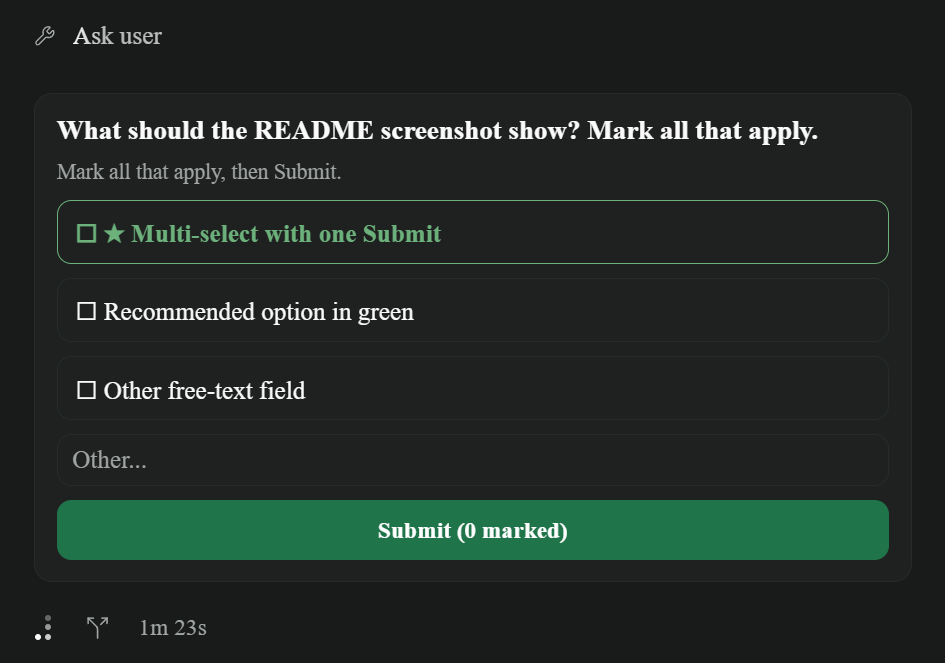 Ask user
What should the README screenshot show? Mark all that apply.
Mark all that apply, then Submit.
☐ ★ Multi-select with one Submit
☐ Recommended option in green
☐ Other free-text field
Other...
Submit (0 marked)
1m 23s